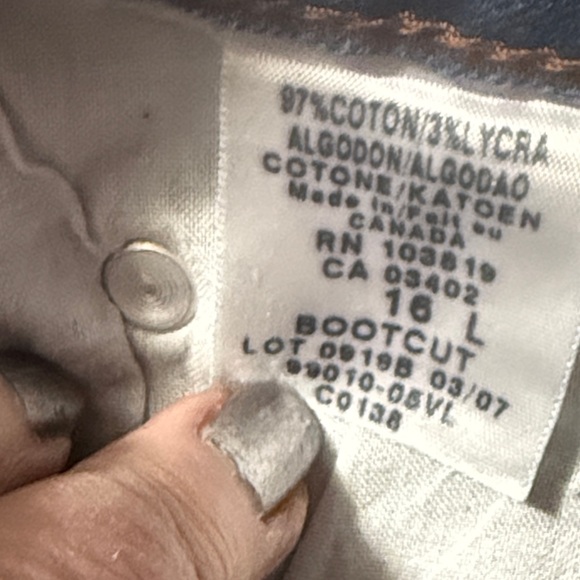 97%COTON/3%LYCRA
ALGODON/ALGODAO
COTONE/KATOEN
Made in/Fait au
CANADA
RN 103819
CA 03402
16 L
BOOTCUT
LOT 0919B 03/07
99010-05VL
C0138